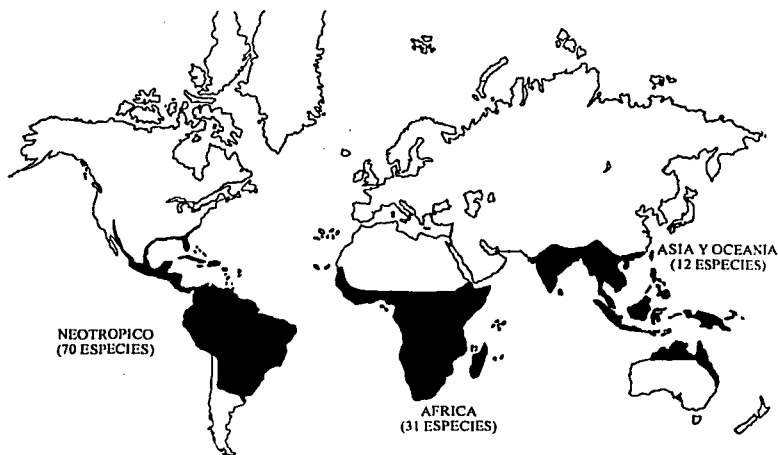 NEOTROPICO
(70 ESPECIES)
AFRICA
(31 ESPECIES)
ASIA Y OCEANIA
(12 ESPECIES)